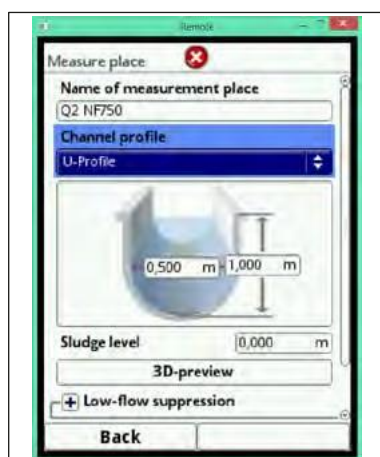 Remote
Measure place
Name of measurement place
Q2 NF750
Channel profile
U-Profile
0,500 m 1,000 m
Sludge level 0,000 m
3D-preview
Low-flow suppression
Back